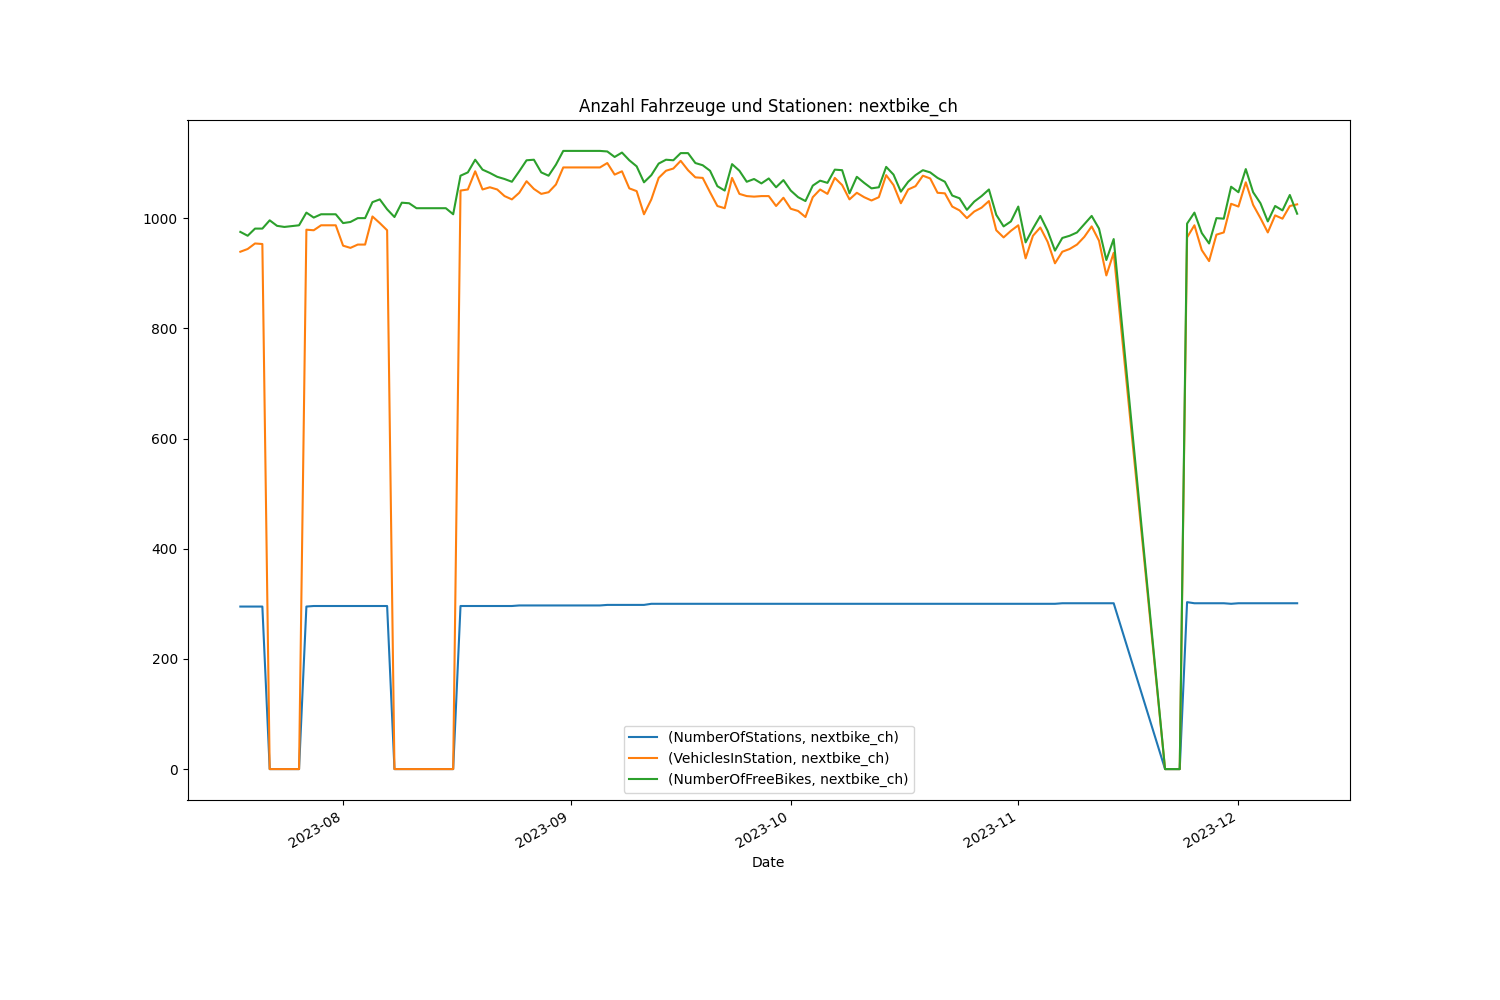 Anzahl Fahrzeuge und Stationen: nextbike_ch
1000
800
600
400
200
0
(NumberOfStations, nextbike_ch)
(VehiclesInStation, nextbike_ch)
(NumberOfFreeBikes, nextbike_ch)
2023-08
2023-09
2023-10
2023-11
2023-12
Date